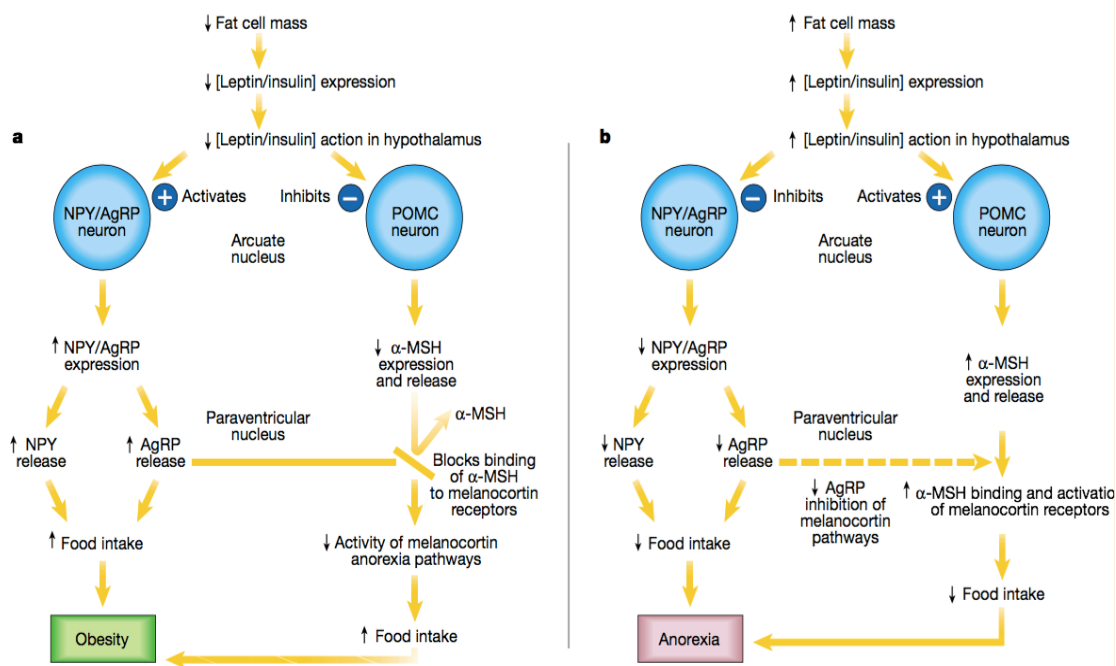 ↓ Fat cell mass
↓ [Leptin/insulin] expression
a
↓ [Leptin/insulin] action in hypothalamus
NPY/AgRP
neuron
+ Activates
Inhibits −
POMC
neuron
Arcuate
nucleus
↑ NPY/AgRP
expression
↓ α-MSH
expression
and release
α-MSH
Paraventricular
nucleus
↑ NPY
release
↑ AgRP
release
Blocks binding
of α-MSH
to melanocortin
receptors
↑ Food intake
↓ Activity of melanocortin
anorexia pathways
Obesity
↑ Food intake
↑ Fat cell mass
↑ [Leptin/insulin] expression
b
↑ [Leptin/insulin] action in hypothalamus
NPY/AgRP
neuron
− Inhibits
Activates +
POMC
neuron
Arcuate
nucleus
↓ NPY/AgRP
expression
↑ α-MSH
expression
and release
Paraventricular
nucleus
↓ NPY
release
↓ AgRP
release
↓ AgRP
inhibition of
melanocortin
pathways
↑ α-MSH binding and activatio
of melanocortin receptors
↓ Food intake
↓ Food intake
Anorexia